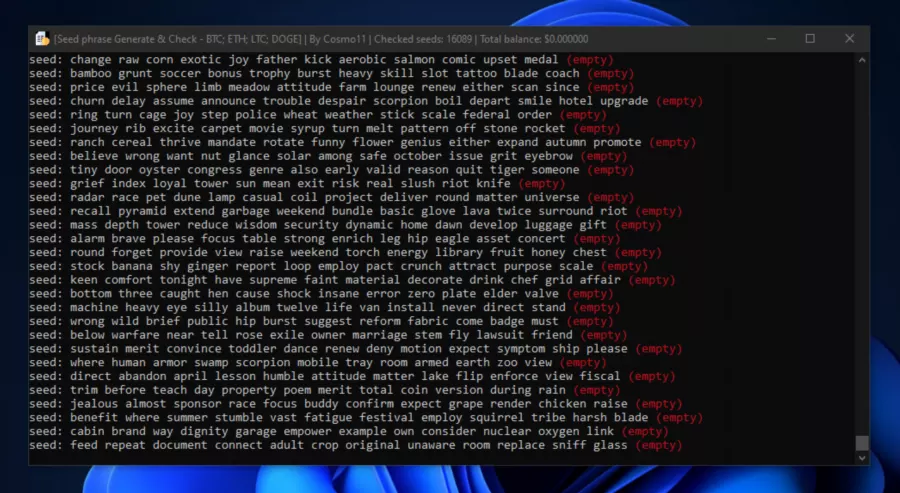 [Seed phrase Generate & Check - BTC; ETH; LTC; DOGE] | By Cosmo11 | Checked seeds: 16089 | Total balance: $0.000000
seed: change raw corn exotic joy father kick aerobic salmon comic upset medal (empty)
seed: bamboo grunt soccer bonus trophy burst heavy skill slot tattoo blade coach (empty)
seed: price evil sphere limb meadow attitude farm lounge renew either scan since (empty)
seed: churn delay assume announce trouble despair scorpion boil depart smile hotel upgrade (empty)
seed: ring turn cage joy step police wheat weather stick scale federal order (empty)
seed: journey rib excite carpet movie syrup turn melt pattern off stone rocket (empty)
seed: ranch cereal thrive mandate rotate funny flower genius either expand autumn promote (empty)
seed: believe wrong want nut glance solar among safe october issue grit eyebrow (empty)
seed: tiny door oyster congress genre also early valid reason quit tiger someone (empty)
seed: grief index loyal tower sun mean exit risk real slush riot knife (empty)
seed: radar race pet dune lamp casual coil project deliver round matter universe (empty)
seed: recall pyramid extend garbage weekend bundle basic glove lava twice surround riot (empty)
seed: mass depth tower reduce wisdom security dynamic home dawn develop luggage gift (empty)
seed: alarm brave please focus table strong enrich leg hip eagle asset concert (empty)
seed: round forget provide view raise weekend torch energy library fruit honey chest (empty)
seed: stock banana shy ginger report loop employ pact crunch attract purpose scale (empty)
seed: keen comfort tonight have supreme faint material decorate drink chef grid affair (empty)
seed: bottom three caught hen cause shock insane error zero plate elder valve (empty)
seed: machine heavy eye silly album twelve life van install never direct stand (empty)
seed: wrong wild brief public hip burst suggest reform fabric come badge must (empty)
seed: below warfare near tell rose exile owner marriage stem fly lawsuit friend (empty)
seed: sustain merit convince toddler dance renew deny motion expect symptom ship please (empty)
seed: where human armor swap scorpion mobile tray room armed earth zoo view (empty)
seed: direct abandon april lesson humble attitude matter lake flip enforce view fiscal (empty)
seed: trim before teach day property poem merit total coin version during rain (empty)
seed: jealous almost sponsor race focus buddy confirm expect grape render chicken raise (empty)
seed: benefit where summer stumble vast fatigue festival employ squirrel tribe harsh blade (empty)
seed: cabin brand way dignity garage empower example own consider nuclear oxygen link (empty)
seed: feed repeat document connect adult crop original unaware room replace sniff glass (empty)